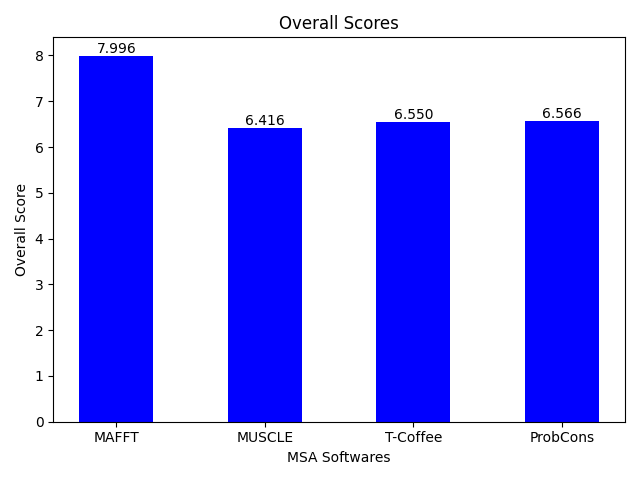 Overall Scores
Overall Score
8
7
6
5
4
3
2
1
0
7.996
6.416
6.550
6.566
MAFFT
MUSCLE
T-Coffee
ProbCons
MSA Softwares